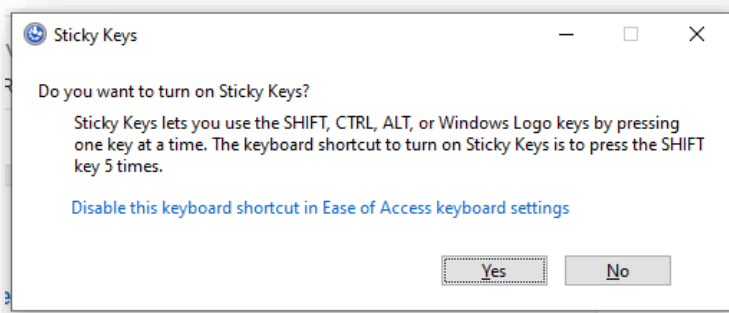 Sticky Keys
Do you want to turn on Sticky Keys?
Sticky Keys lets you use the SHIFT, CTRL, ALT, or Windows Logo keys by pressing
one key at a time. The keyboard shortcut to turn on Sticky Keys is to press the SHIFT
key 5 times.
Disable this keyboard shortcut in Ease of Access keyboard settings
Yes No